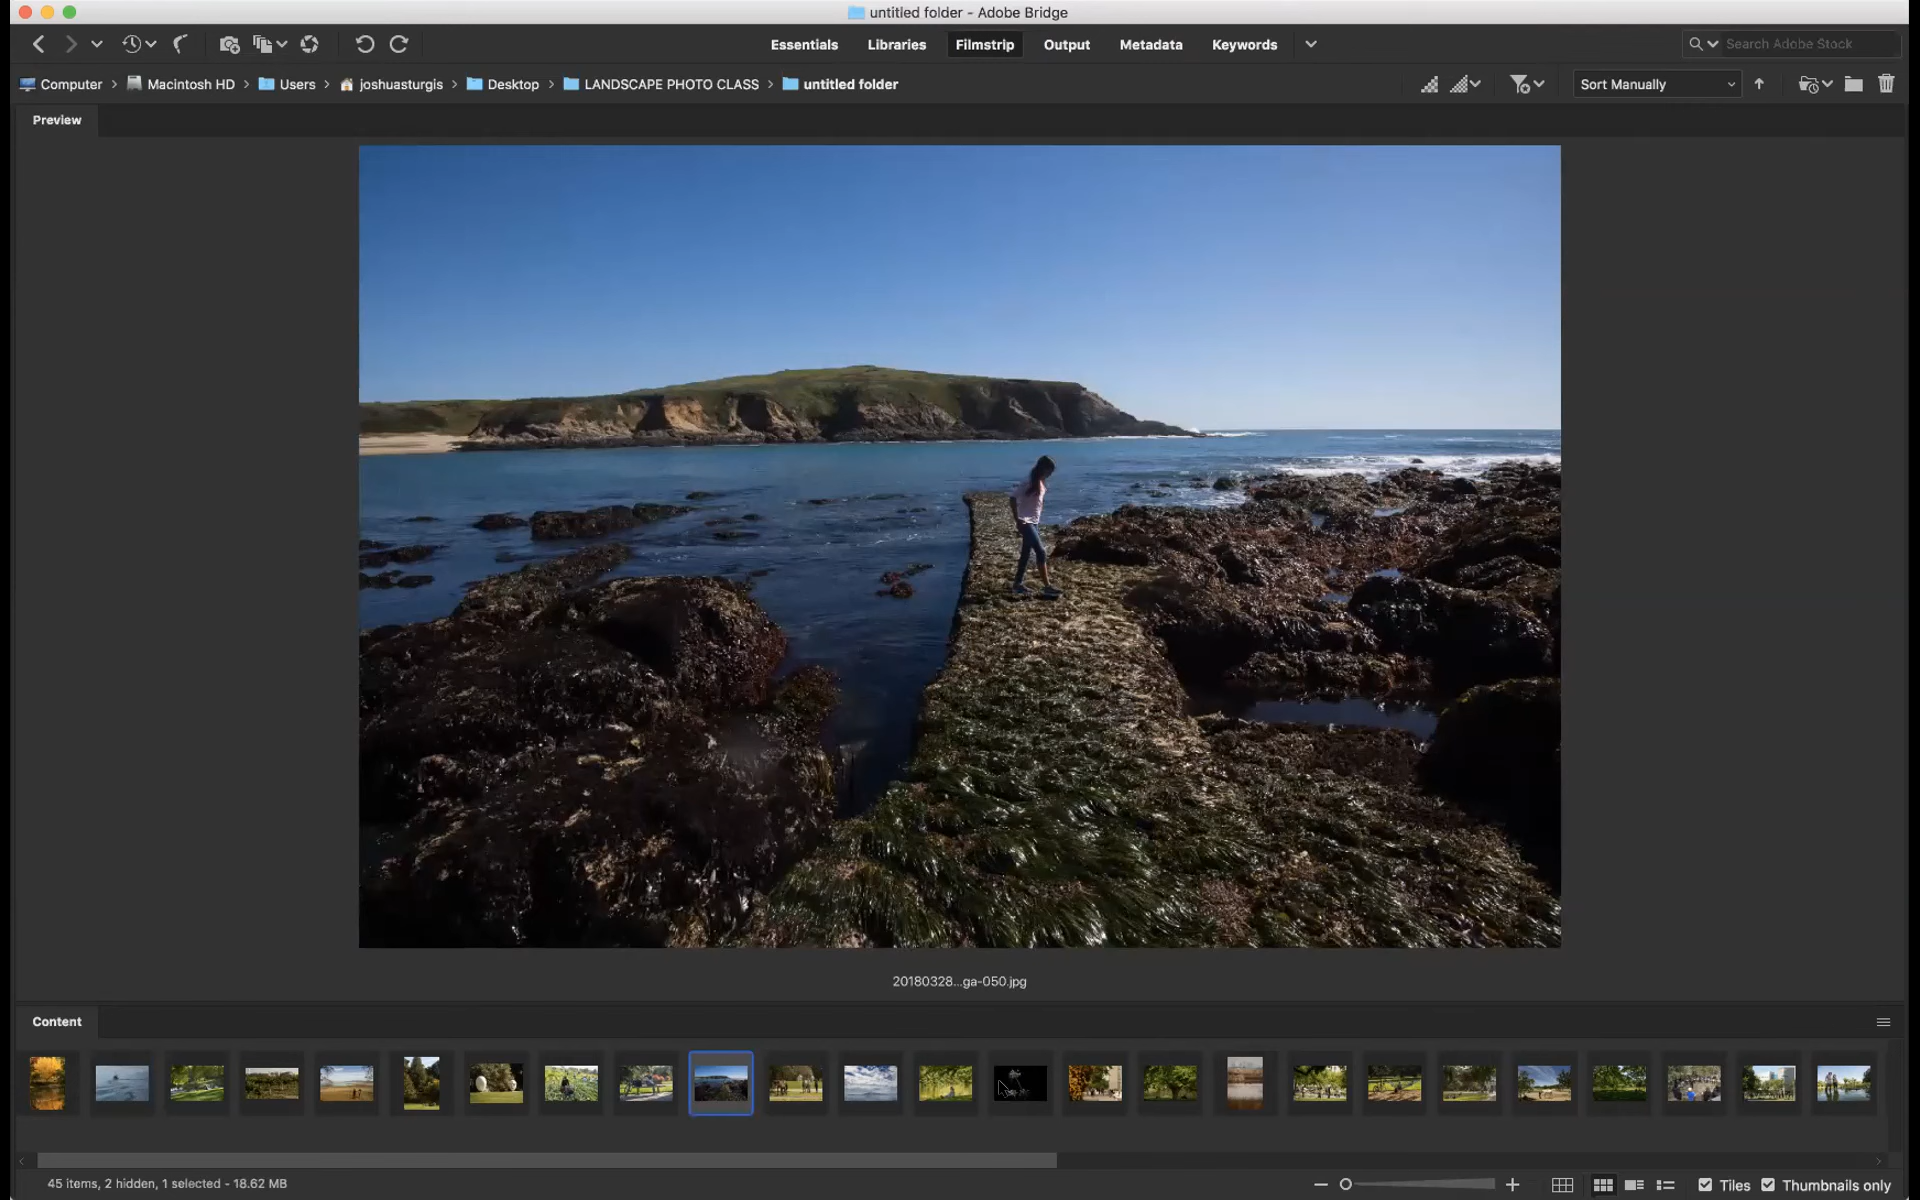 untitled folder - Adobe Bridge
Essentials Libraries Filmstrip Output Metadata Keywords Search Adobe Stock
Computer Macintosh HD Users joshuasturgis Desktop LANDSCAPE PHOTO CLASS untitled folder Sort Manually
Preview
20180328...ga-050.jpg
Content
45 items, 2 hidden, 1 selected - 18.62 MB Tiles Thumbnails only